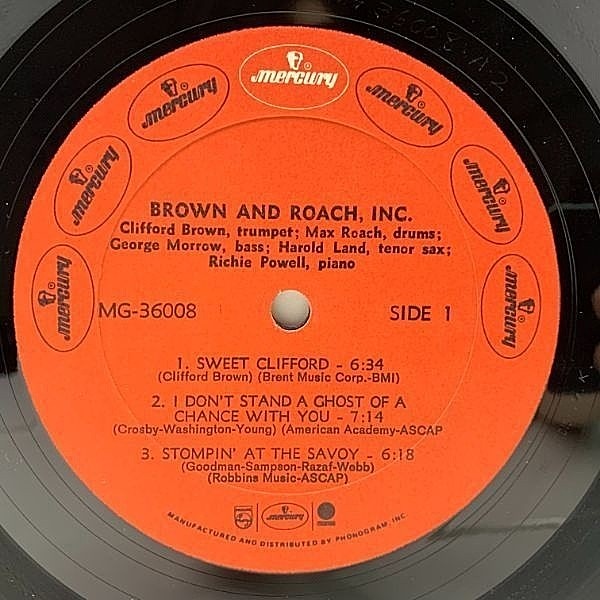 mercury
mercury
mercury
mercury
mercury
mercury
mercury
BROWN AND ROACH, INC.
Clifford Brown, trumpet; Max Roach, drums;
George Morrow, bass; Harold Land, tenor sax;
Richie Powell, piano
MG-36008 SIDE 1
1. SWEET CLIFFORD - 6:34
(Clifford Brown) (Brent Music Corp.-BMI)
2. I DON'T STAND A GHOST OF A
CHANCE WITH YOU - 7:14
(Crosby-Washington-Young) (American Academy-ASCAP
3. STOMPIN' AT THE SAVOY - 6:18
(Goodman-Sampson-Razaf-Webb)
(Robbins Music-ASCAP)
mercury
MANUFACTURED AND DISTRIBUTED BY PHONOGRAM, INC.